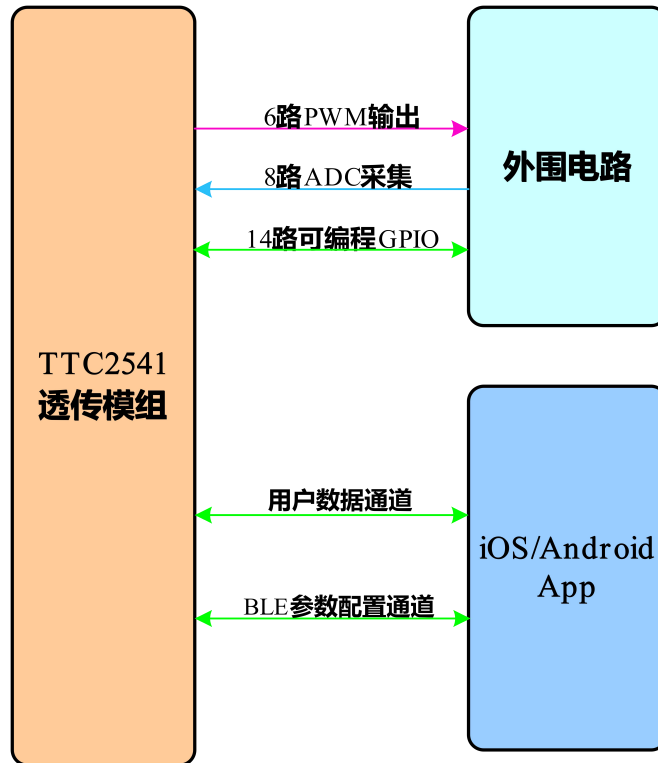 6路PWM输出
8路ADC采集
14路可编程GPIO
外围电路
TTC2541
透传模组
用户数据通道
BLE参数配置通道
iOS/Android
App